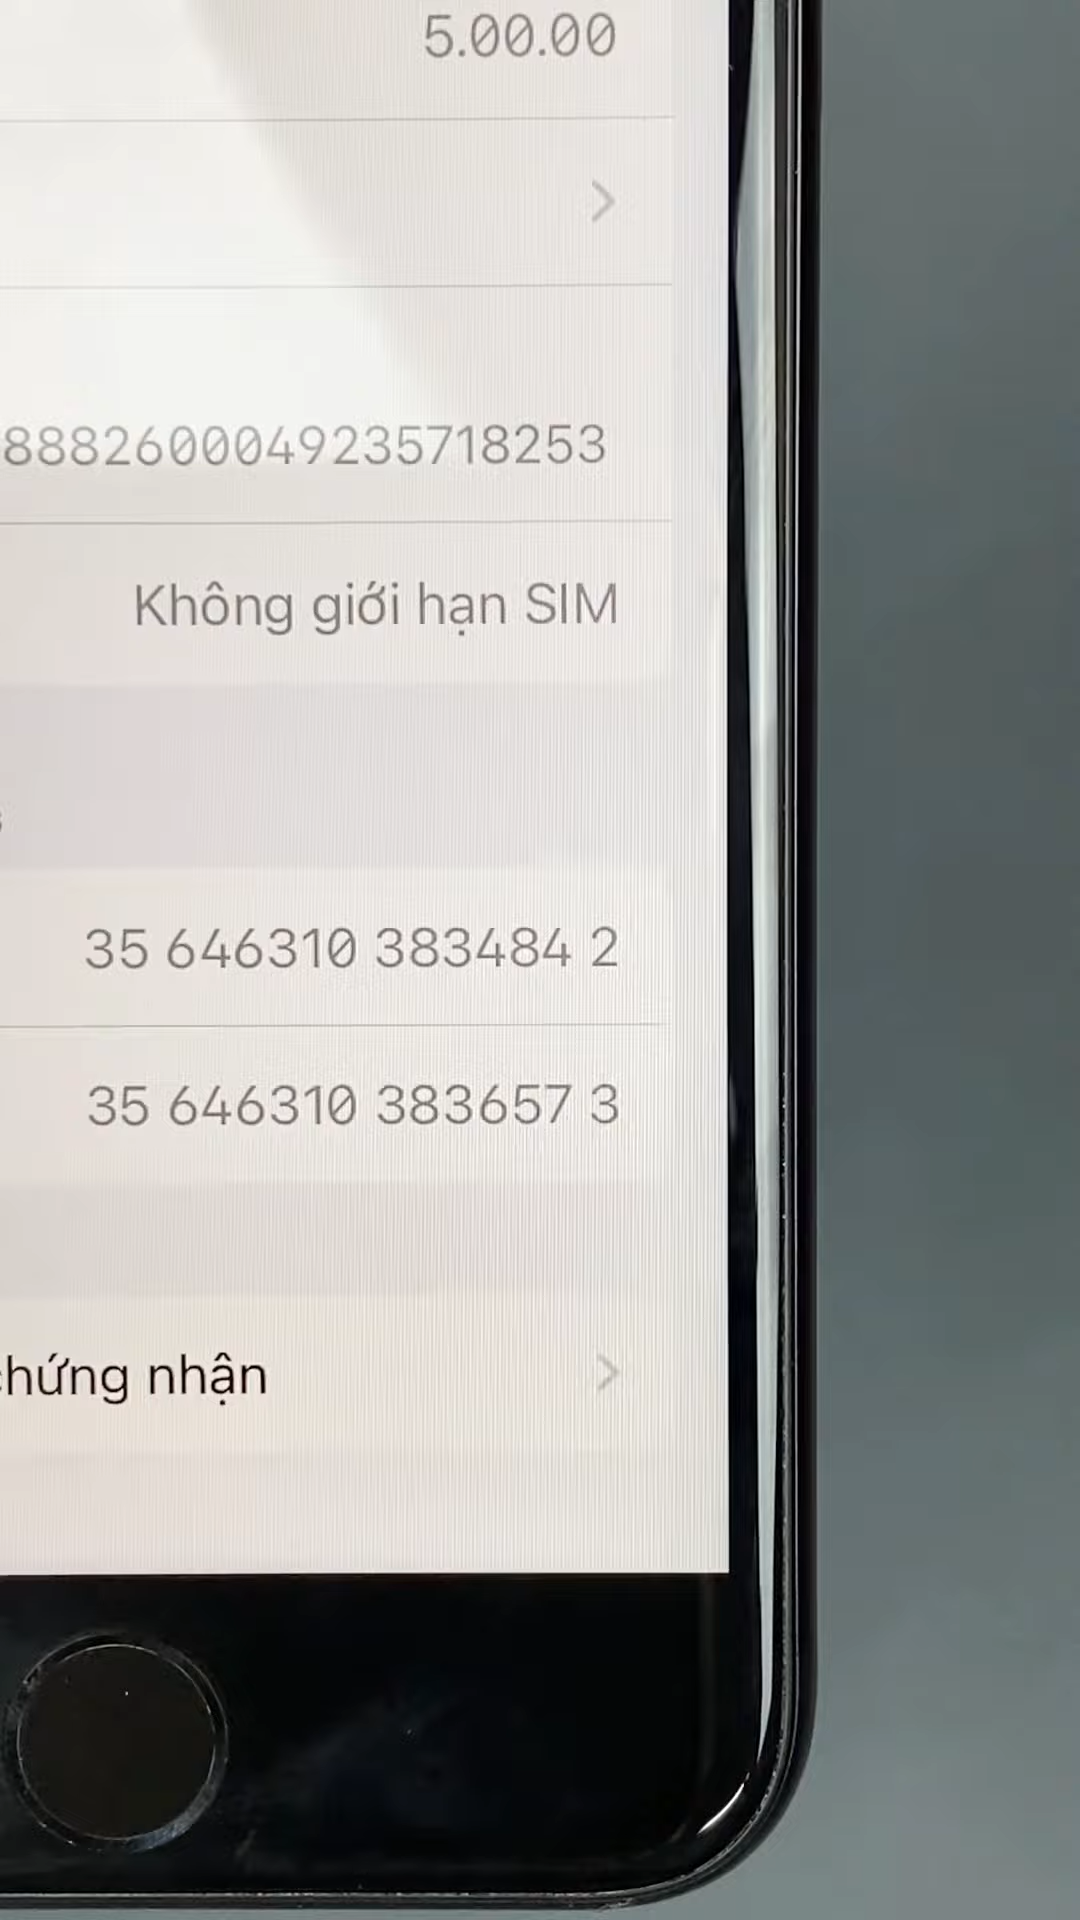 5.00.00
8882600049235718253
Không giới hạn SIM
35 646310 383484 2
35 646310 383657 3
chứng nhận